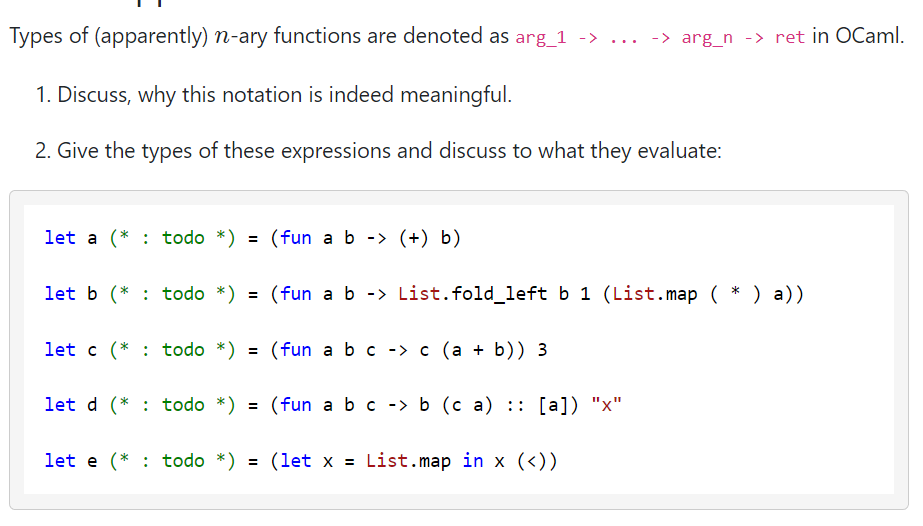 Types of (apparently) n-ary functions are denoted as arg_1 -> ... -> arg_n -> ret in OCaml.
1. Discuss, why this notation is indeed meaningful.
2. Give the types of these expressions and discuss to what they evaluate:
let a (* : todo *) = (fun a b -> (+) b)
let b (* : todo *) = (fun a b -> List.fold_left b 1 (List.map ( * ) a))
let c (* : todo *) = (fun a b c -> c (a + b)) 3
let d (* : todo *) = (fun a b c -> b (c a) :: [a]) "x"
let e (* : todo *) = (let x = List.map in x (<))